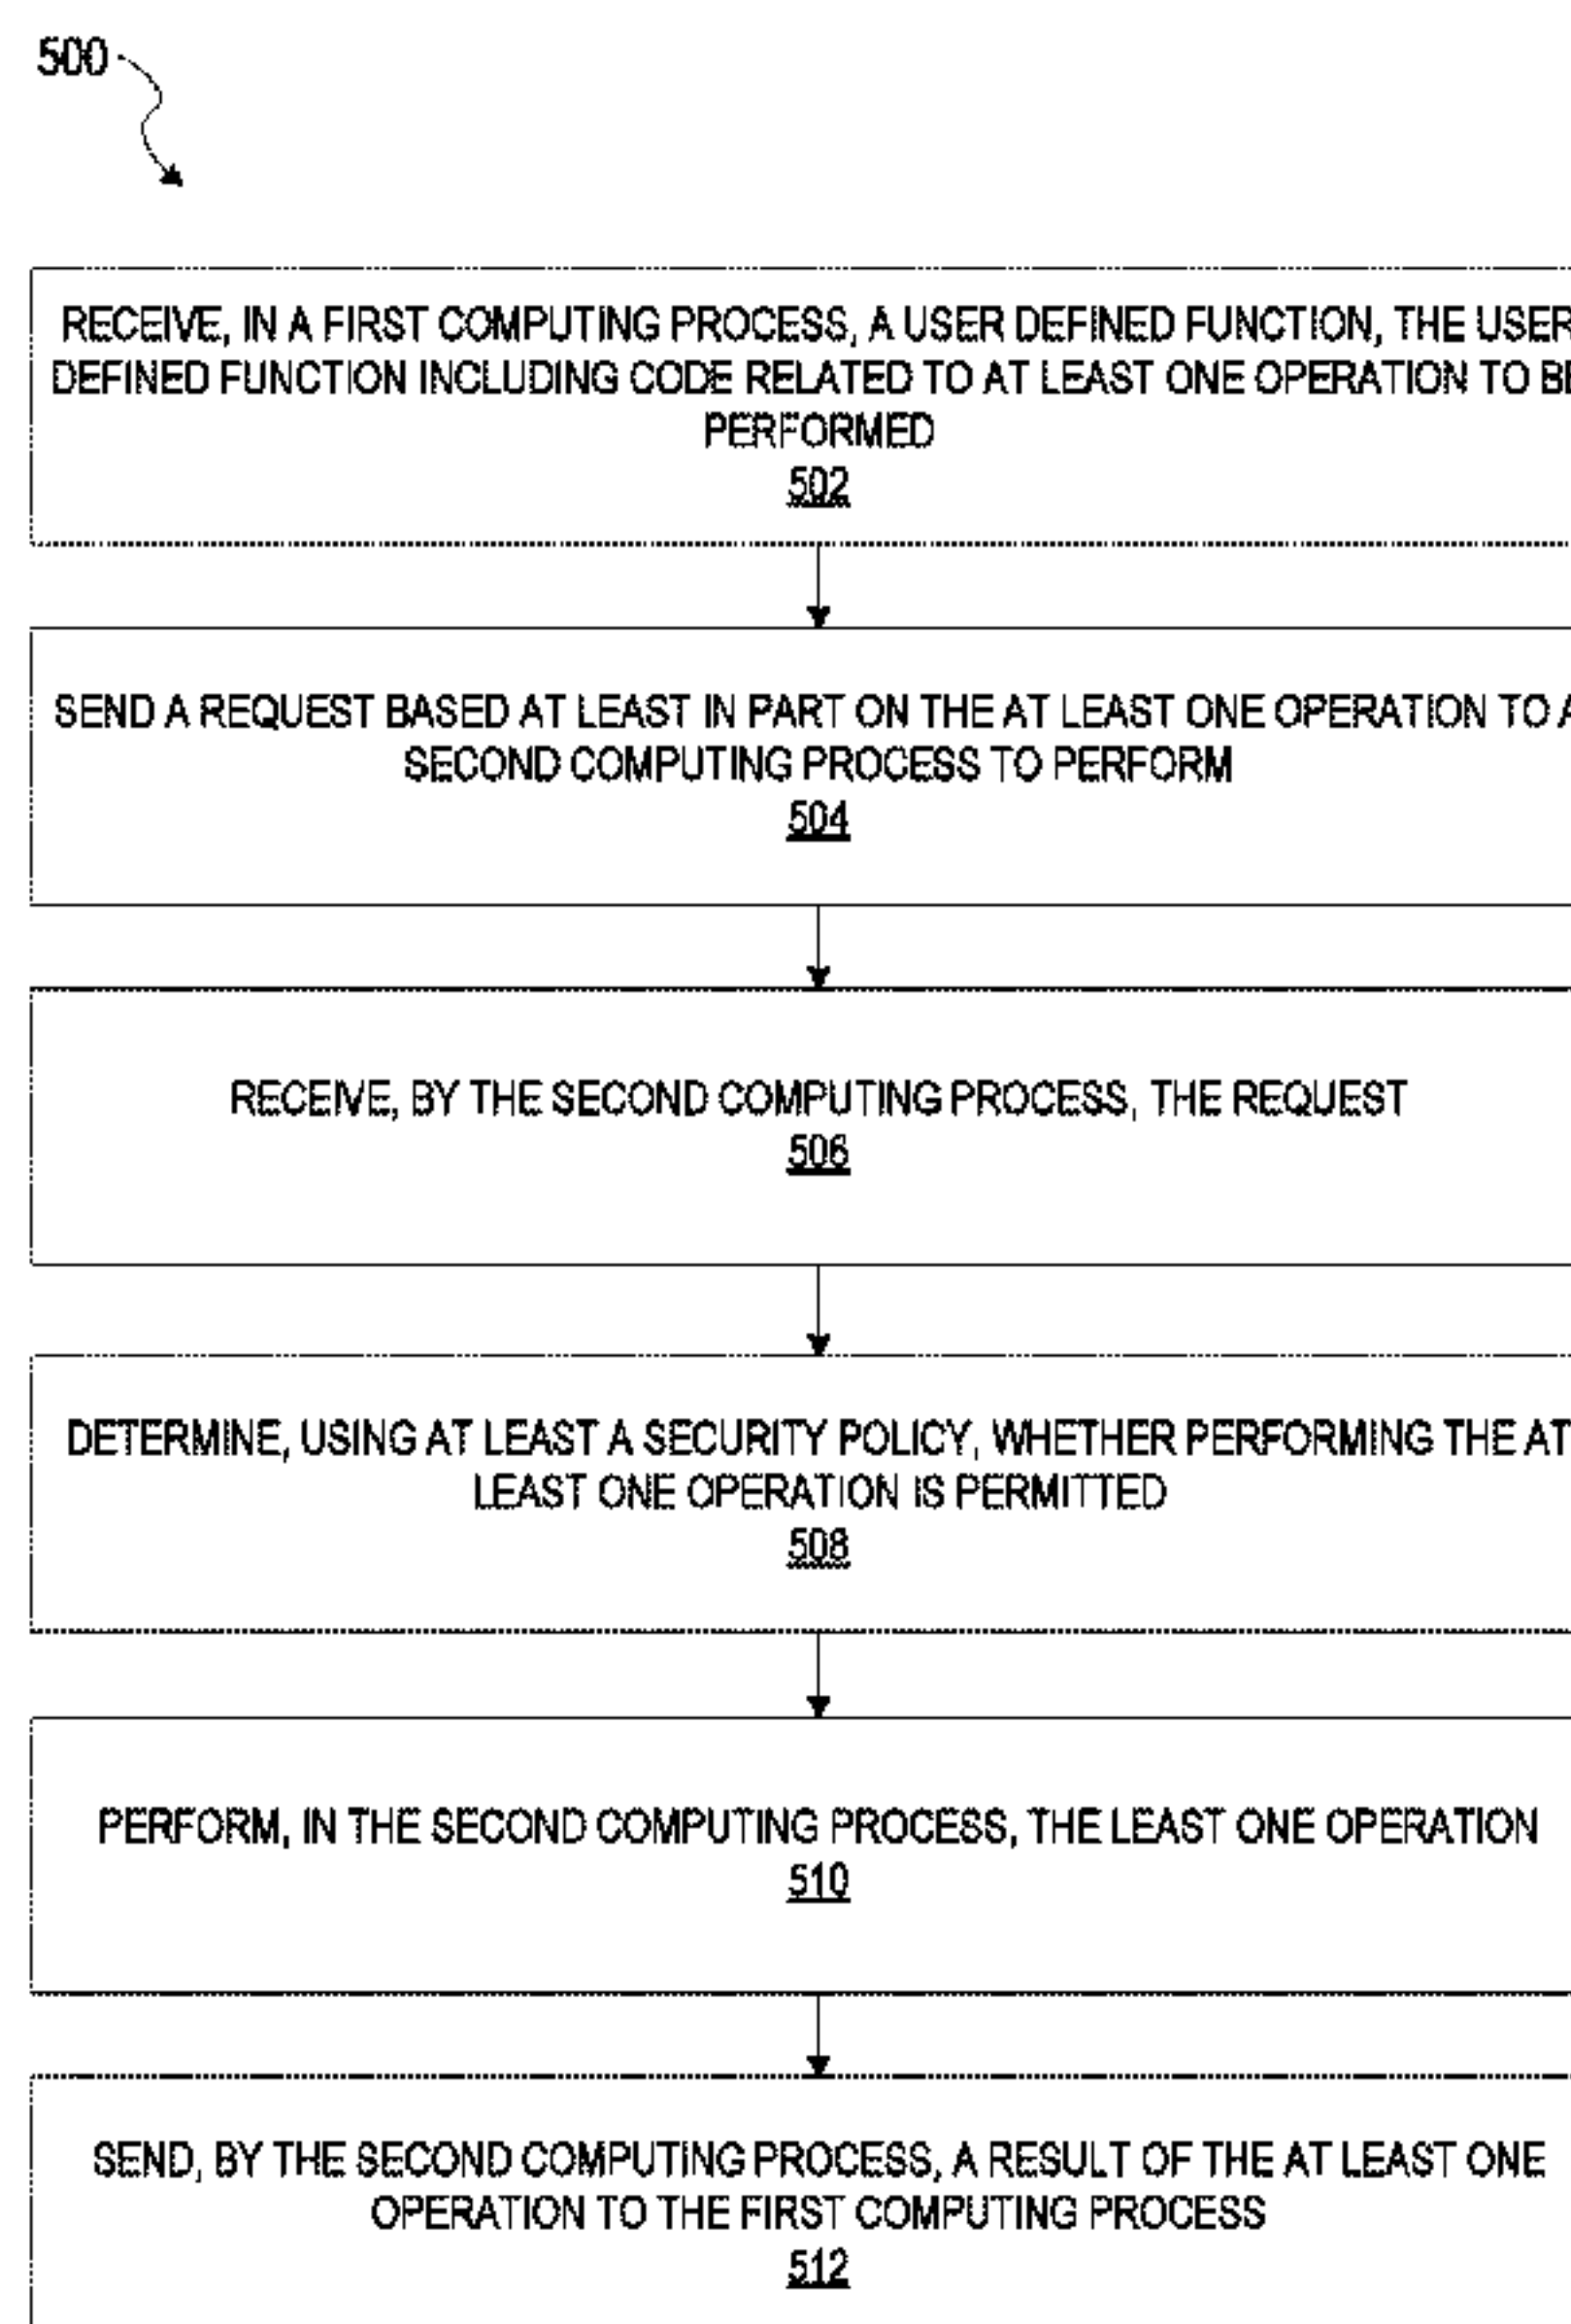 500
RECEIVE, IN A FIRST COMPUTING PROCESS, A USER DEFINED FUNCTION, THE USER
DEFINED FUNCTION INCLUDING CODE RELATED TO AT LEAST ONE OPERATION TO BE
PERFORMED
502
SEND A REQUEST BASED AT LEAST IN PART ON THE AT LEAST ONE OPERATION TO A
SECOND COMPUTING PROCESS TO PERFORM
504
RECEIVE, BY THE SECOND COMPUTING PROCESS, THE REQUEST
506
DETERMINE, USING AT LEAST A SECURITY POLICY, WHETHER PERFORMING THE AT
LEAST ONE OPERATION IS PERMITTED
508
PERFORM, IN THE SECOND COMPUTING PROCESS, THE LEAST ONE OPERATION
510
SEND, BY THE SECOND COMPUTING PROCESS, A RESULT OF THE AT LEAST ONE
OPERATION TO THE FIRST COMPUTING PROCESS
512